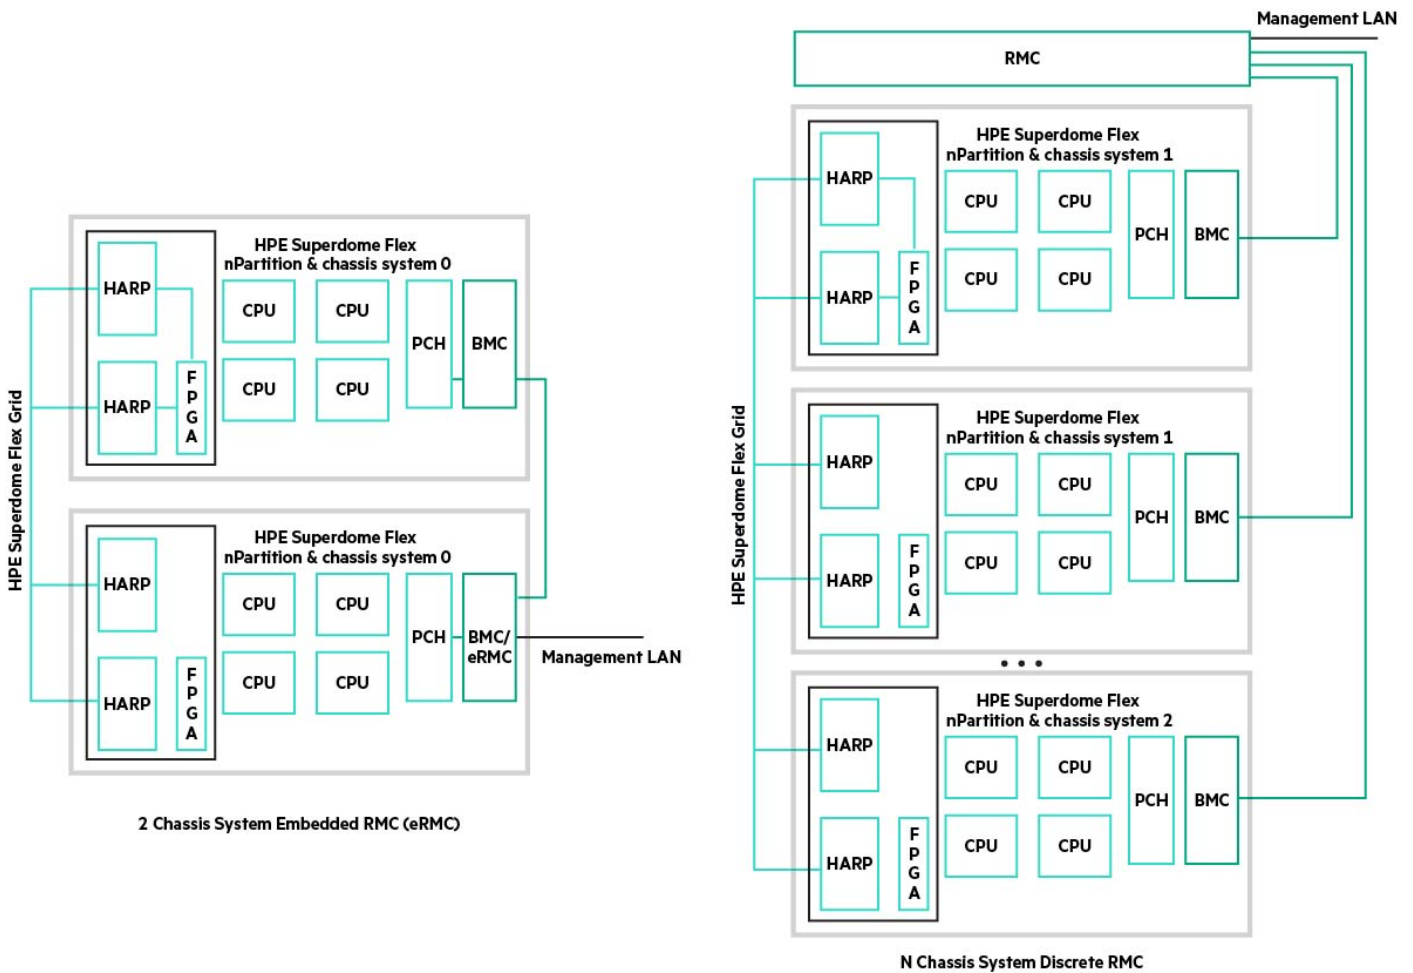 HPE Superdome Flex Grid
HPE Superdome Flex
nPartition & chassis system 0
HARP
HARP
FPGA
CPU
CPU
CPU
CPU
PCH
BMC
HPE Superdome Flex
nPartition & chassis system 0
HARP
HARP
FPGA
CPU
CPU
CPU
CPU
PCH
BMC/
eRMC
Management LAN
2 Chassis System Embedded RMC (eRMC)
Management LAN
RMC
HPE Superdome Flex Grid
HPE Superdome Flex
nPartition & chassis system 1
HARP
HARP
FPGA
CPU
CPU
CPU
CPU
PCH
BMC
HPE Superdome Flex
nPartition & chassis system 1
HARP
HARP
FPGA
CPU
CPU
CPU
CPU
PCH
BMC
• • •
HPE Superdome Flex
nPartition & chassis system 2
HARP
HARP
FPGA
CPU
CPU
CPU
CPU
PCH
BMC
N Chassis System Discrete RMC